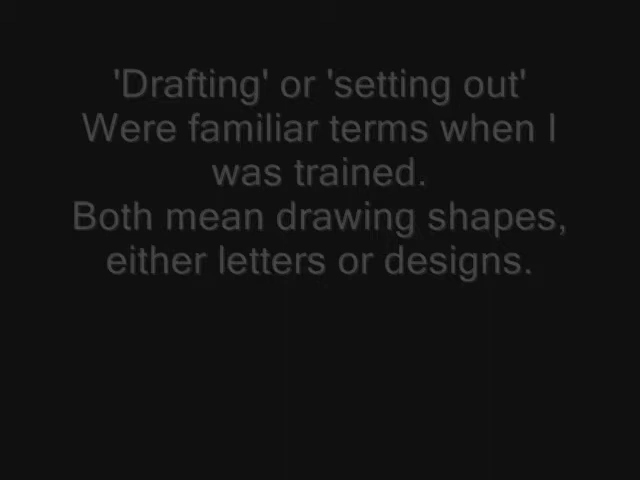 'Drafting' or 'setting out'
Were familiar terms when I
was trained.
Both mean drawing shapes,
either letters or designs.